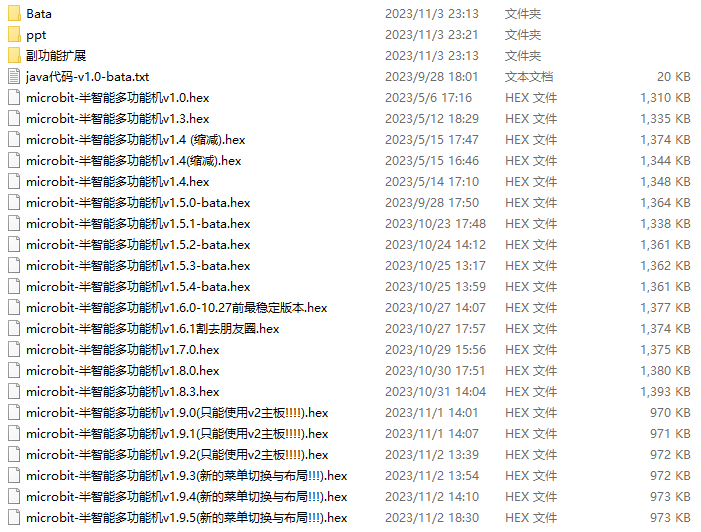 Bata 2023/11/3 23:13 文件夹
ppt 2023/11/3 23:21 文件夹
副功能扩展 2023/11/3 23:13 文件夹
java代码-v1.0-bata.txt 2023/9/28 18:01 文本文档 20 KB
microbit-半智能多功能机v1.0.hex 2023/5/6 17:16 HEX 文件 1,310 KB
microbit-半智能多功能机v1.3.hex 2023/5/12 18:29 HEX 文件 1,335 KB
microbit-半智能多功能机v1.4 (缩减).hex 2023/5/15 17:47 HEX 文件 1,374 KB
microbit-半智能多功能机v1.4(缩减).hex 2023/5/15 16:46 HEX 文件 1,344 KB
microbit-半智能多功能机v1.4.hex 2023/5/14 17:10 HEX 文件 1,348 KB
microbit-半智能多功能机v1.5.0-bata.hex 2023/9/28 17:50 HEX 文件 1,364 KB
microbit-半智能多功能机v1.5.1-bata.hex 2023/10/23 17:48 HEX 文件 1,338 KB
microbit-半智能多功能机v1.5.2-bata.hex 2023/10/24 14:12 HEX 文件 1,361 KB
microbit-半智能多功能机v1.5.3-bata.hex 2023/10/25 13:17 HEX 文件 1,362 KB
microbit-半智能多功能机v1.5.4-bata.hex 2023/10/25 13:59 HEX 文件 1,361 KB
microbit-半智能多功能机v1.6.0-10.27前最稳定版本.hex 2023/10/27 14:07 HEX 文件 1,377 KB
microbit-半智能多功能机v1.6.1割去朋友圈.hex 2023/10/27 17:57 HEX 文件 1,374 KB
microbit-半智能多功能机v1.7.0.hex 2023/10/29 15:56 HEX 文件 1,375 KB
microbit-半智能多功能机v1.8.0.hex 2023/10/30 17:51 HEX 文件 1,380 KB
microbit-半智能多功能机v1.8.3.hex 2023/10/31 14:04 HEX 文件 1,393 KB
microbit-半智能多功能机v1.9.0(只能使用v2主板!!!!).hex 2023/11/1 14:01 HEX 文件 970 KB
microbit-半智能多功能机v1.9.1(只能使用v2主板!!!!).hex 2023/11/1 14:07 HEX 文件 971 KB
microbit-半智能多功能机v1.9.2(只能使用v2主板!!!!).hex 2023/11/2 13:39 HEX 文件 972 KB
microbit-半智能多功能机v1.9.3(新的菜单切换与布局!!!).hex 2023/11/2 13:54 HEX 文件 972 KB
microbit-半智能多功能机v1.9.4(新的菜单切换与布局!!!).hex 2023/11/2 14:10 HEX 文件 973 KB
microbit-半智能多功能机v1.9.5(新的菜单切换与布局!!!).hex 2023/11/2 18:30 HEX 文件 973 KB